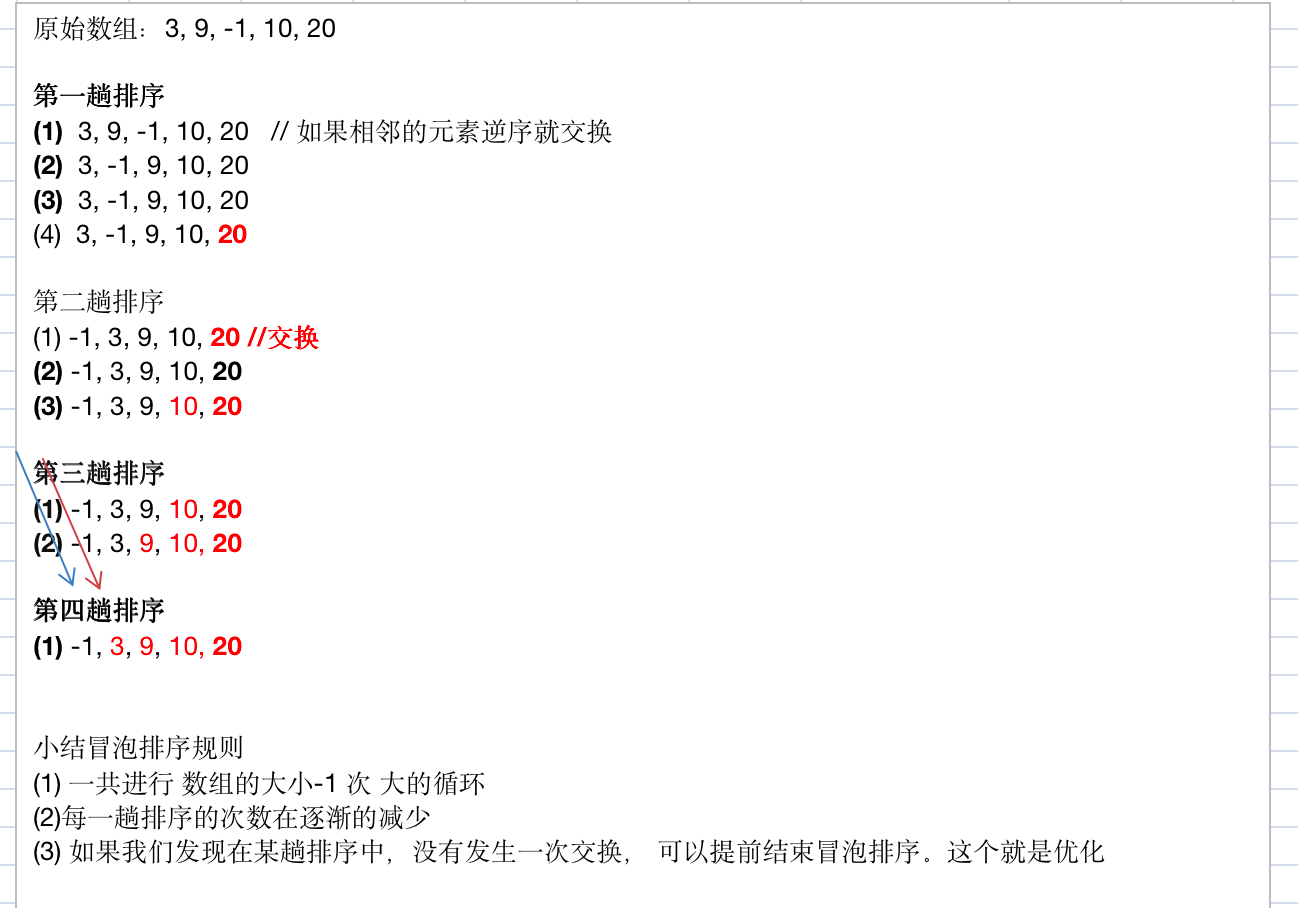 原始数组：3, 9, -1, 10, 20
第一趟排序
(1) 3, 9, -1, 10, 20 // 如果相邻的元素逆序就交换
(2) 3, -1, 9, 10, 20
(3) 3, -1, 9, 10, 20
(4) 3, -1, 9, 10, 20
第二趟排序
(1) -1, 3, 9, 10, 20 //交换
(2) -1, 3, 9, 10, 20
(3) -1, 3, 9, 10, 20
第三趟排序
(1) -1, 3, 9, 10, 20
(2) -1, 3, 9, 10, 20
第四趟排序
(1) -1, 3, 9, 10, 20
小结冒泡排序规则
(1) 一共进行 数组的大小-1 次 大的循环
(2)每一趟排序的次数在逐渐的减少
(3) 如果我们发现在某趟排序中，没有发生一次交换， 可以提前结束冒泡排序。这个就是优化